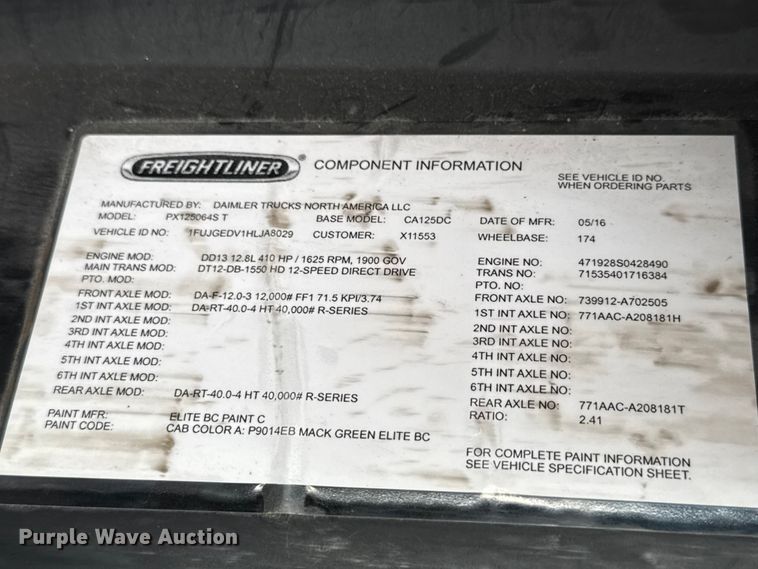 FREIGHTLINER COMPONENT INFORMATION
SEE VEHICLE ID NO.
WHEN ORDERING PARTS
MANUFACTURED BY: DAIMLER TRUCKS NORTH AMERICA LLC
MODEL: PX125064S T BASE MODEL: CA125DC DATE OF MFR: 05/16
VEHICLE ID NO: 1FUJGEDV1HLJA8029 CUSTOMER: X11553 WHEELBASE: 174
ENGINE MOD: DD13 12.8L 410 HP / 1625 RPM, 1900 GOV ENGINE NO: 471928S0428490
MAIN TRANS MOD: DT12-DB-1550 HD 12-SPEED DIRECT DRIVE TRANS NO: 71535401716384
PTO. MOD: PTO. NO:
FRONT AXLE MOD: DA-F-12.0-3 12,000# FF1 71.5 KPI/3.74 FRONT AXLE NO: 739912-A702505
1ST INT AXLE MOD: DA-RT-40.0-4 HT 40,000# R-SERIES 1ST INT AXLE NO: 771AAC-A208181H
2ND INT AXLE MOD: 2ND INT AXLE NO:
3RD INT AXLE MOD: 3RD INT AXLE NO:
4TH INT AXLE MOD: 4TH INT AXLE NO:
5TH INT AXLE MOD: 5TH INT AXLE NO:
6TH INT AXLE MOD: 6TH INT AXLE NO:
REAR AXLE MOD: DA-RT-40.0-4 HT 40,000# R-SERIES REAR AXLE NO: 771AAC-A208181T
RATIO: 2.41
PAINT MFR: ELITE BC PAINT C
PAINT CODE: CAB COLOR A: P9014EB MACK GREEN ELITE BC
FOR COMPLETE PAINT INFORMATION
SEE VEHICLE SPECIFICATION SHEET.
Purple Wave Auction